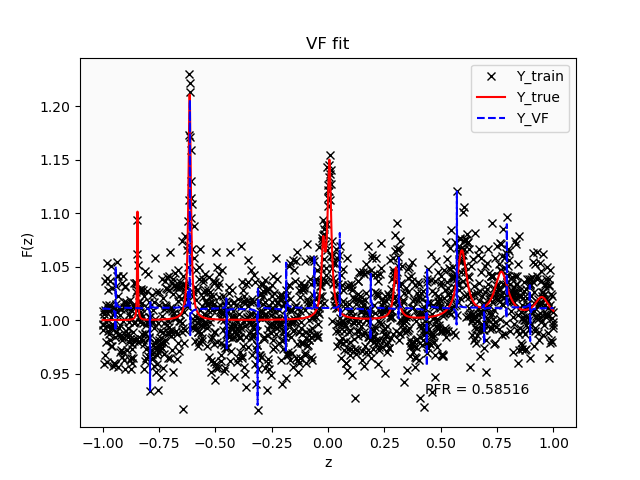 VF fit
Y_train
Y_true
Y_VF
F(z)
1.20
1.15
1.10
1.05
1.00
0.95
RFR = 0.58516
−1.00 −0.75 −0.50 −0.25 0.00 0.25 0.50 0.75 1.00
z